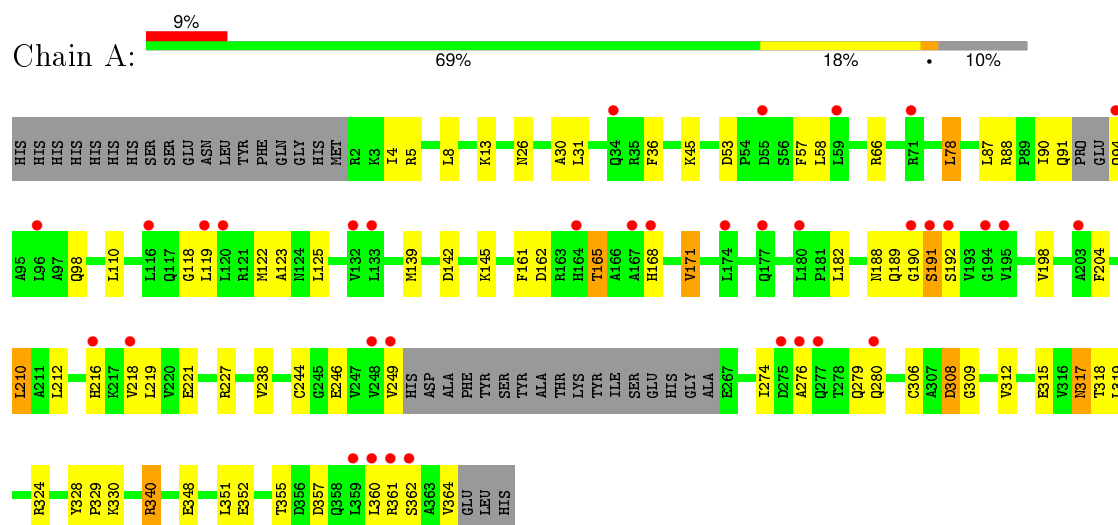 9%
Chain A:
69% 18% • 10%
HIS HIS HIS HIS HIS HIS HIS SER SER GLU ASN LEU TYR PHE GLN GLY HIS MET R2 K3 I4 R5 L8 K13 N26 A30 L31 Q34 R35 F36 K45 D53 P54 D55 S56 F57 L58 L59 R66 R71 L78 L87 R88 P89 I90 Q91 PRO GLU Q94
A95 L96 A97 Q98 L110 L116 Q117 G118 L119 L120 R121 M122 A123 N124 L125 V132 L133 M139 D142 K145 F161 D162 R163 H164 T165 A166 A167 H168 V171 L174 Q177 L180 P181 L182 N188 Q189 G190 S191 S192 V193 G194 V195 V198 A203 F204
L210 A211 L212 H216 K217 V218 L219 V220 E221 R227 V238 C244 G245 E246 V247 V248 V249 HIS ASP ALA PHE TYR SER TYR ALA THR LYS TYR ILE SER GLU HIS GLY ALA E267 I274 D275 A276 Q277 T278 Q279 Q280 C306 A307 D308 G309 V312 E315 V316 N317 T318 L319
R324 Y328 P329 K330 R340 E348 L351 E352 T355 D356 D357 Q358 L359 L360 R361 S362 A363 V364 GLU LEU HIS